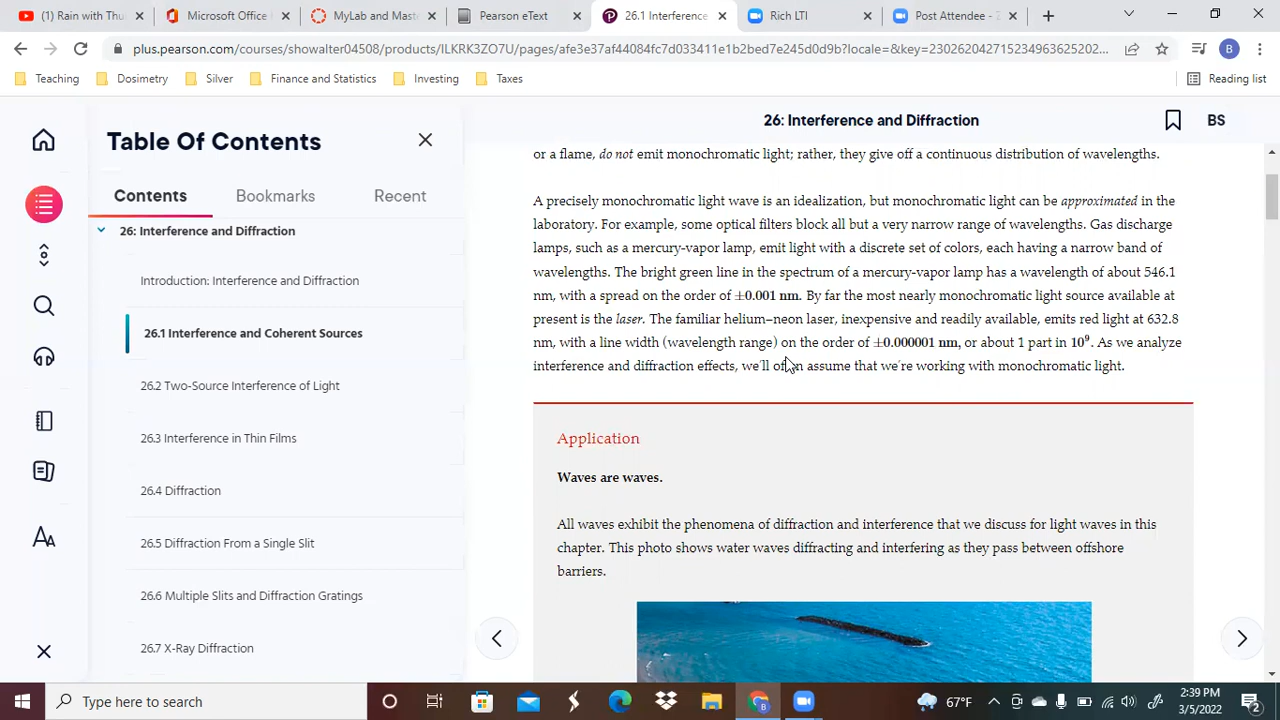 (1) Rain with Thu
Microsoft Office
MyLab and Mast
Pearson eText
26.1 Interference
Rich LTI
Post Attendee - Z
plus.pearson.com/courses/showalter04508/products/ILKRK3ZO7U/pages/afe3e37af44084fc7d033411e1b2bed7e245d0d9b?locale=&key=230262042715234963625202...
B
Teaching
Dosimetry
Silver
Finance and Statistics
Investing
Taxes
Reading list
Table Of Contents
Contents
Bookmarks
Recent
26: Interference and Diffraction
Introduction: Interference and Diffraction
26.1 Interference and Coherent Sources
26.2 Two-Source Interference of Light
26.3 Interference in Thin Films
26.4 Diffraction
26.5 Diffraction From a Single Slit
26.6 Multiple Slits and Diffraction Gratings
26.7 X-Ray Diffraction
26: Interference and Diffraction
BS
or a flame, do not emit monochromatic light; rather, they give off a continuous distribution of wavelengths.
A precisely monochromatic light wave is an idealization, but monochromatic light can be approximated in the
laboratory. For example, some optical filters block all but a very narrow range of wavelengths. Gas discharge
lamps, such as a mercury-vapor lamp, emit light with a discrete set of colors, each having a narrow band of
wavelengths. The bright green line in the spectrum of a mercury-vapor lamp has a wavelength of about 546.1
nm, with a spread on the order of ±0.001 nm. By far the most nearly monochromatic light source available at
present is the laser. The familiar helium–neon laser, inexpensive and readily available, emits red light at 632.8
nm, with a line width (wavelength range) on the order of ±0.000001 nm, or about 1 part in 10⁹. As we analyze
interference and diffraction effects, we'll often assume that we're working with monochromatic light.
Application
Waves are waves.
All waves exhibit the phenomena of diffraction and interference that we discuss for light waves in this
chapter. This photo shows water waves diffracting and interfering as they pass between offshore
barriers.
Type here to search
67°F
2:39 PM
3/5/2022
2